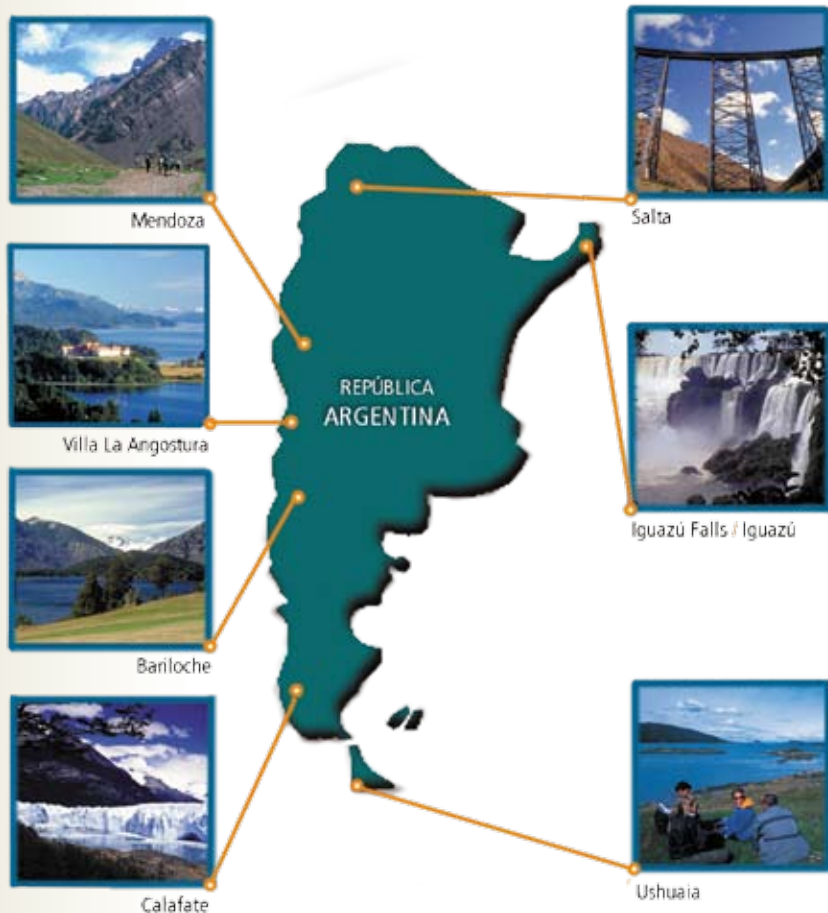 Mendoza
Salta
Villa La Angostura
REPÚBLICA
ARGENTINA
Iguazú Falls / Iguazú
Bariloche
Calafate
Ushuaia